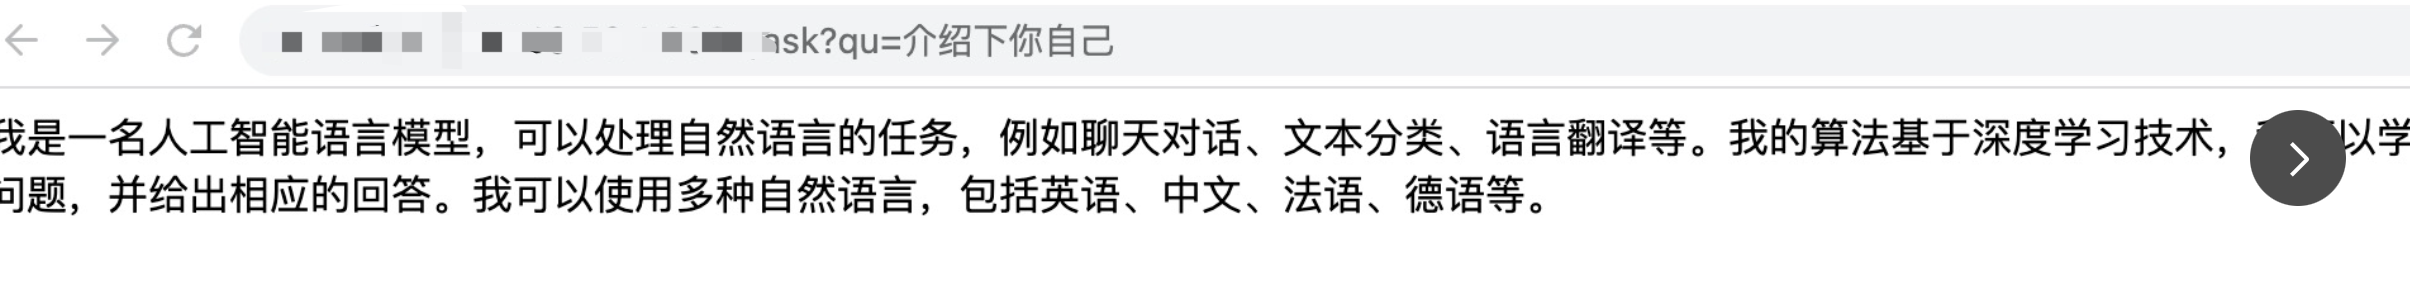 ask?qu=介绍下你自己
我是一名人工智能语言模型，可以处理自然语言的任务，例如聊天对话、文本分类、语言翻译等。我的算法基于深度学习技术， 以学
问题，并给出相应的回答。我可以使用多种自然语言，包括英语、中文、法语、德语等。